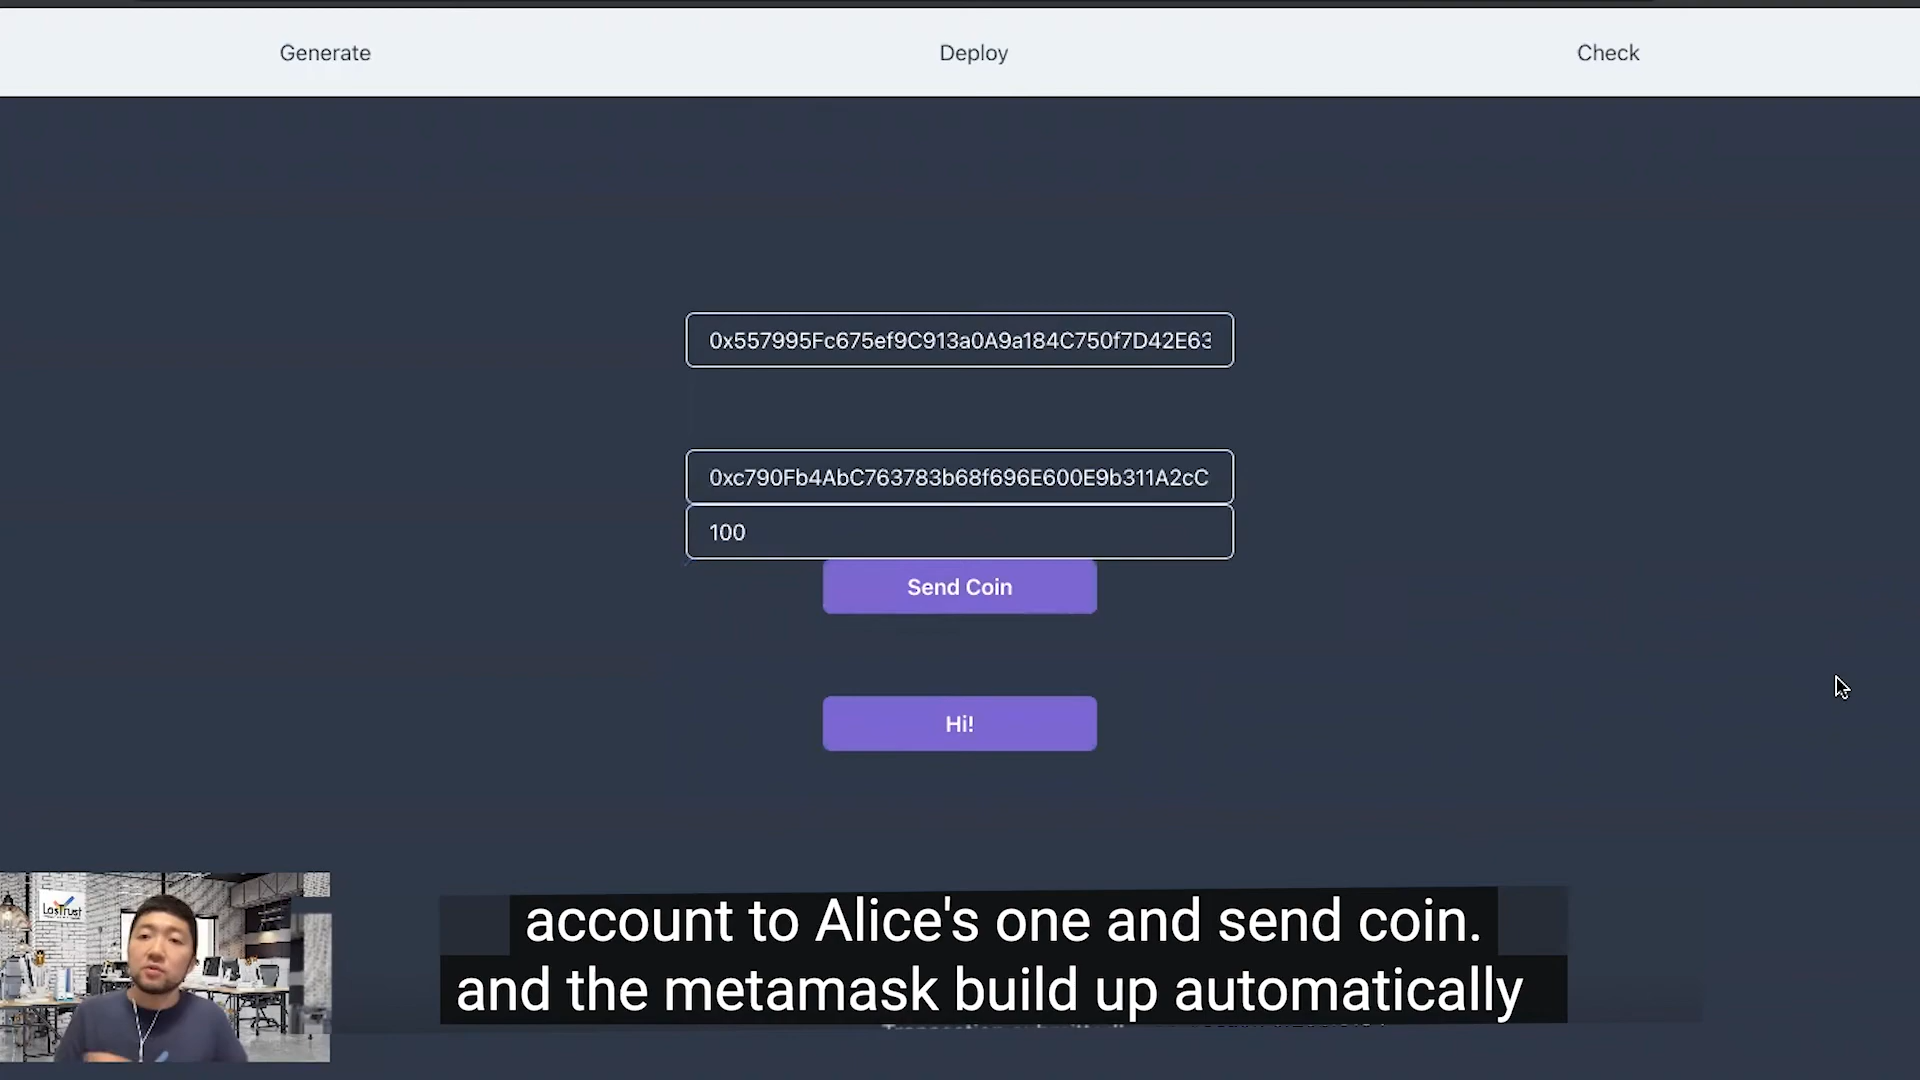 Generate
Deploy
Check
0x557995Fc675ef9C913a0A9a184C750f7D42E63
0xc790Fb4AbC763783b68f696E600E9b311A2cC
100
Send Coin
Hi!
LasTrust
account to Alice's one and send coin.
and the metamask build up automatically